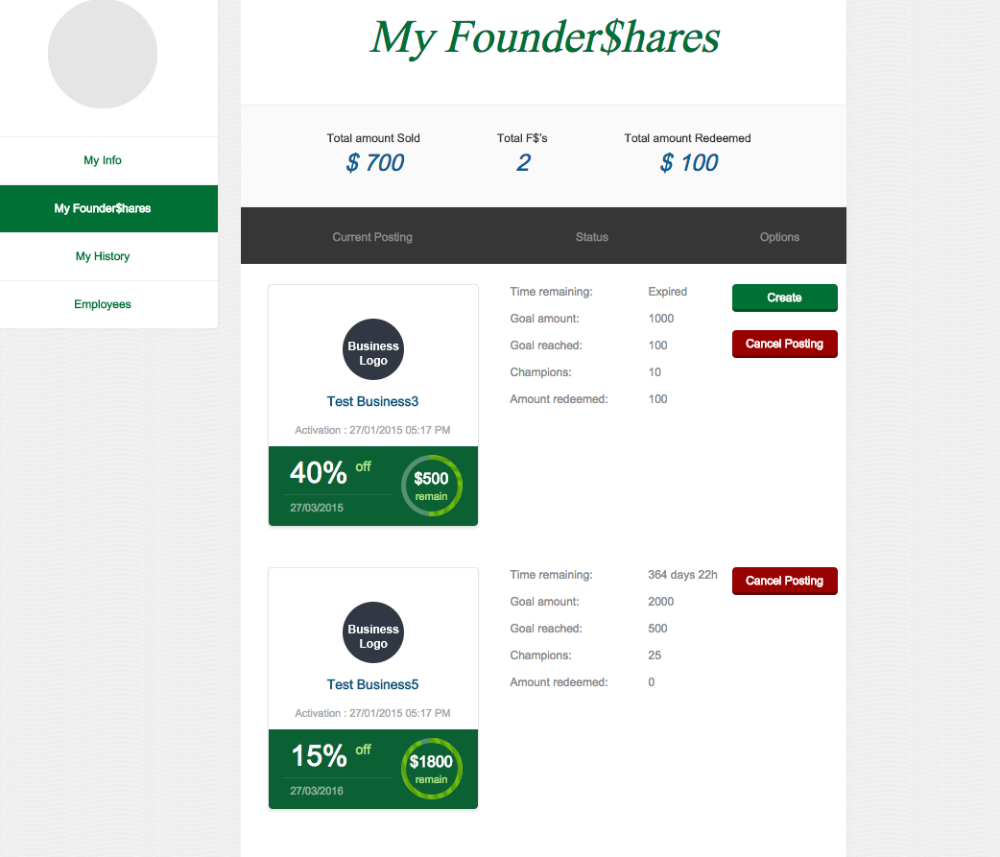 My Founder$hares
My Info
My Founder$hares
My History
Employees
Total amount Sold
$ 700
Total F$'s
2
Total amount Redeemed
$ 100
Current Posting Status Options
Business
Logo
Test Business3
Activation : 27/01/2015 05:17 PM
40% off
27/03/2015
$500
remain
Time remaining: Expired
Goal amount: 1000
Goal reached: 100
Champions: 10
Amount redeemed: 100
Create
Cancel Posting
Business
Logo
Test Business5
Activation : 27/01/2015 05:17 PM
15% off
27/03/2016
$1800
remain
Time remaining: 364 days 22h
Goal amount: 2000
Goal reached: 500
Champions: 25
Amount redeemed: 0
Cancel Posting